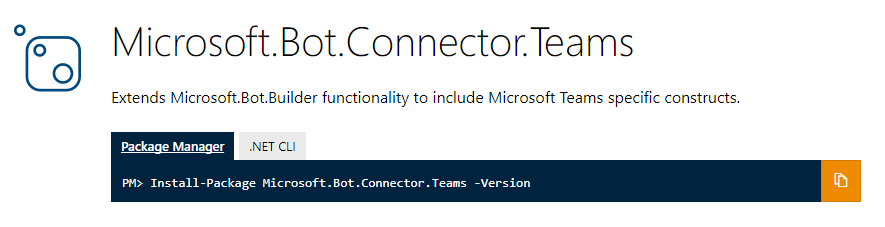 Microsoft.Bot.Connector.Teams
Extends Microsoft.Bot.Builder functionality to include Microsoft Teams specific constructs.
Package Manager .NET CLI
PM> Install-Package Microsoft.Bot.Connector.Teams -Version